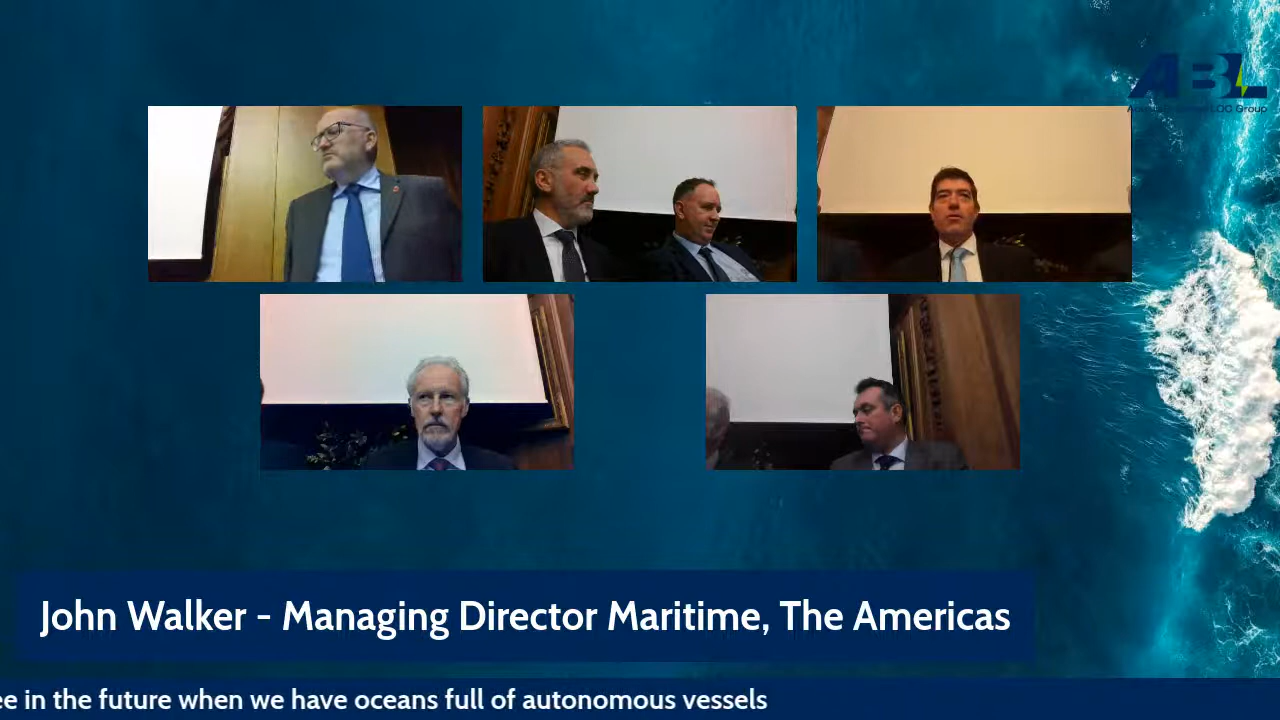 ABL
John Walker - Managing Director Maritime, The Americas
ee in the future when we have oceans full of autonomous vessels